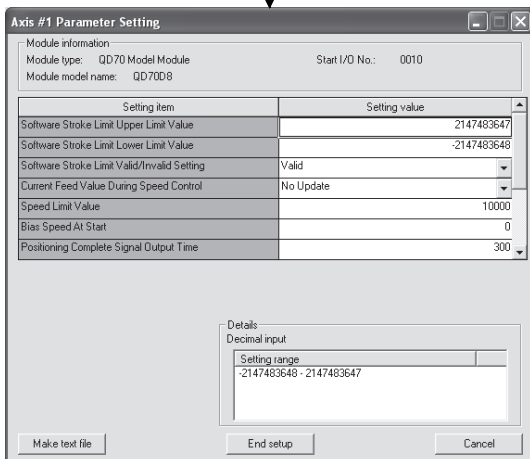 Axis #1 Parameter Setting
Module information
Module type: QD70 Model Module Start I/O No.: 0010
Module model name: QD70D8
Setting item Setting value
Software Stroke Limit Upper Limit Value 2147483647
Software Stroke Limit Lower Limit Value -2147483648
Software Stroke Limit Valid/Invalid Setting Valid
Current Feed Value During Speed Control No Update
Speed Limit Value 10000
Bias Speed At Start 0
Positioning Complete Signal Output Time 300
Details
Decimal input
Setting range
-2147483648 - 2147483647
Make text file End setup Cancel